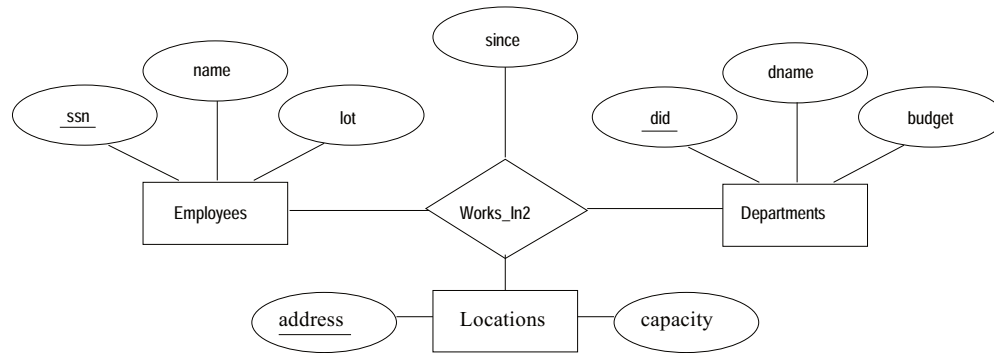 since
name
dname
ssn
lot
did
budget
Employees
Works_In2
Departments
address
Locations
capacity